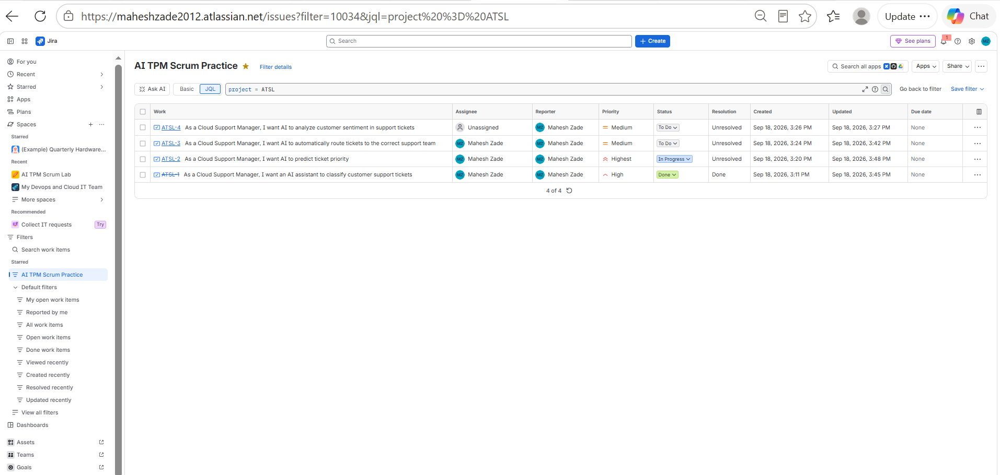 https://maheshzade2012.atlassian.net/issues?filter=10034&jql=project%20%3D%20ATSL
Update
Chat
Jira
Search
+ Create
See plans
1
MZ
For you
Recent
Starred
Apps
Plans
Spaces
Starred
(Example) Quarterly Hardware...
Recent
AI TPM Scrum Lab
My Devops and Cloud IT Team
More spaces
Recommended
Collect IT requests Try
Filters
Search work items
Starred
AI TPM Scrum Practice
Default filters
My open work items
Reported by me
All work items
Open work items
Done work items
Viewed recently
Created recently
Resolved recently
Updated recently
View all filters
Dashboards
Assets
Teams
Goals
AI TPM Scrum Practice Filter details
Search all apps Apps Share
Ask AI Basic JQL project = ATSL Go back to filter Save filter
Work Assignee Reporter Priority Status Resolution Created Updated Due date
ATSL-4 As a Cloud Support Manager, I want AI to analyze customer sentiment in support tickets Unassigned MZ Mahesh Zade Medium To Do Unresolved Sep 18, 2026, 3:26 PM Sep 18, 2026, 3:27 PM None
ATSL-3 As a Cloud Support Manager, I want AI to automatically route tickets to the correct support team MZ Mahesh Zade MZ Mahesh Zade Medium To Do Unresolved Sep 18, 2026, 3:24 PM Sep 18, 2026, 3:42 PM None
ATSL-2 As a Cloud Support Manager, I want AI to predict ticket priority MZ Mahesh Zade MZ Mahesh Zade Highest In Progress Unresolved Sep 18, 2026, 3:20 PM Sep 18, 2026, 3:48 PM None
ATSL-1 As a Cloud Support Manager, I want an AI assistant to classify customer support tickets MZ Mahesh Zade MZ Mahesh Zade High Done Done Sep 18, 2026, 3:11 PM Sep 18, 2026, 3:45 PM None
4 of 4